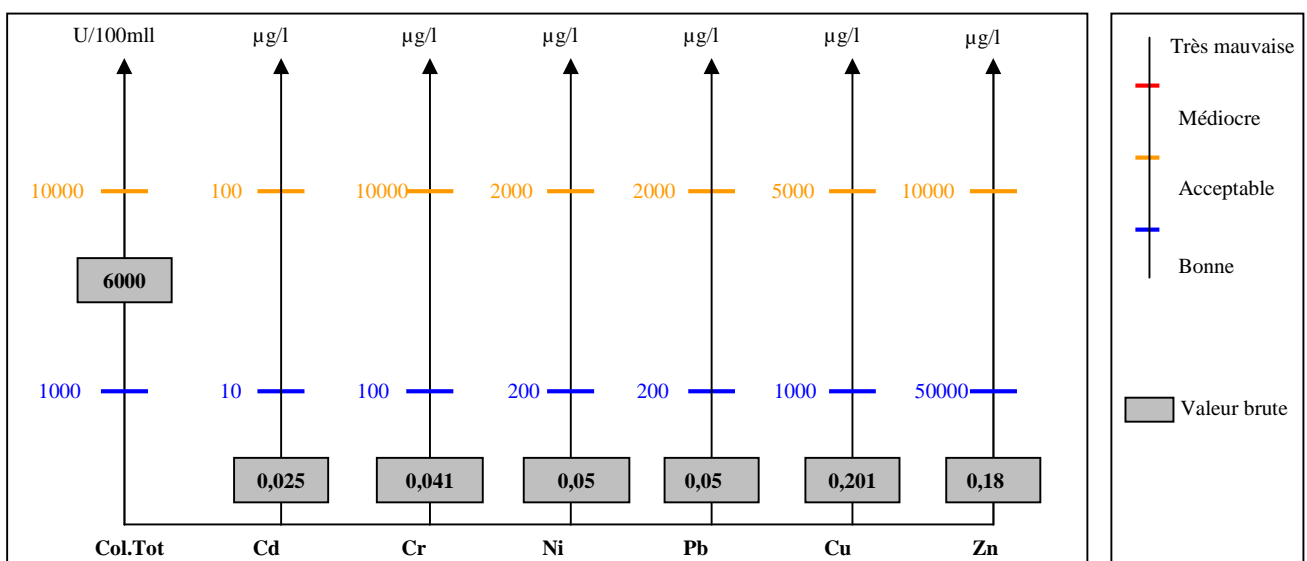 U/100mll µg/l µg/l µg/l µg/l µg/l µg/l
10000 100 10000 2000 2000 5000 10000
6000
1000 10 100 200 200 1000 50000
0,025 0,041 0,05 0,05 0,201 0,18
Col.Tot Cd Cr Ni Pb Cu Zn
Très mauvaise
Médiocre
Acceptable
Bonne
Valeur brute